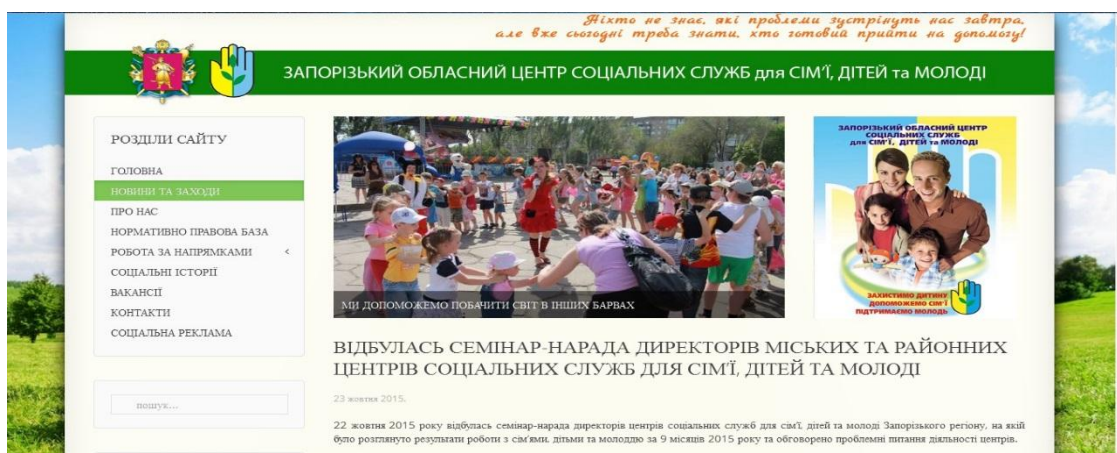 Ніхто не знає, які проблеми зустрінуть нас завтра,
але вже сьогодні треба знати, хто готовий прийти на допомогу!
ЗАПОРІЗЬКИЙ ОБЛАСНИЙ ЦЕНТР СОЦІАЛЬНИХ СЛУЖБ для СІМ'Ї, ДІТЕЙ та МОЛОДІ
РОЗДІЛИ САЙТУ
ГОЛОВНА
НОВИНИ ТА ЗАХОДИ
ПРО НАС
НОРМАТИВНО ПРАВОВА БАЗА
РОБОТА ЗА НАПРЯМКАМИ <
СОЦІАЛЬНІ ІСТОРІЇ
ВАКАНСІЇ
КОНТАКТИ
СОЦІАЛЬНА РЕКЛАМА
пошук...
МИ ДОПОМОЖЕМО ПОБАЧИТИ СВІТ В ІНШИХ БАРВАХ
ЗАПОРІЗЬКИЙ ОБЛАСНИЙ ЦЕНТР
СОЦІАЛЬНИХ СЛУЖБ
для СІМ'Ї, ДІТЕЙ та МОЛОДІ
ЗАХИСТИМО ДИТИНУ
ДОПОМОЖЕМО СІМ'Ї
ПІДТРИМАЄМО МОЛОДЬ
ВІДБУЛАСЬ СЕМІНАР-НАРАДА ДИРЕКТОРІВ МІСЬКИХ ТА РАЙОННИХ
ЦЕНТРІВ СОЦІАЛЬНИХ СЛУЖБ ДЛЯ СІМ'Ї, ДІТЕЙ ТА МОЛОДІ
23 жовтня 2015.
22 жовтня 2015 року відбулась семінар-нарада директорів центрів соціальних служб для сім'ї, дітей та молоді Запорізького регіону, на якій
було розглянуто результати роботи з сім'ями, дітьми та молоддю за 9 місяців 2015 року та обговорено проблемні питання діяльності центрів.